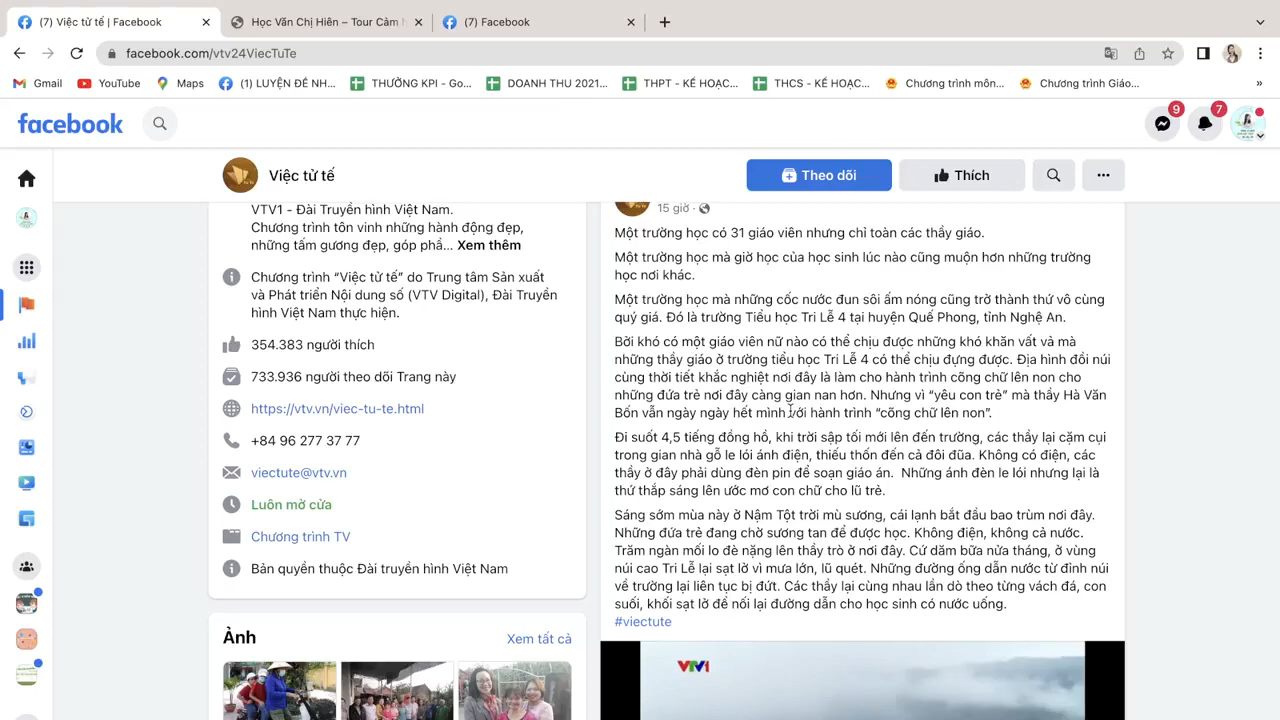 (7) Việc tử tế | Facebook
Học Văn Chị Hiên – Tour Cảm h
(7) Facebook
facebook.com/vtv24ViecTuTe
Gmail
YouTube
Maps
(1) LUYỆN ĐỀ NH...
THƯỞNG KPI - Go...
DOANH THU 2021...
THPT - KẾ HOẠC...
THCS - KẾ HOẠC...
Chương trình môn...
Chương trình Giáo...
»
facebook
9
7
Việc tử tế
Theo dõi
Thích
VTV1 - Đài Truyền hình Việt Nam.
Chương trình tôn vinh những hành động đẹp,
những tấm gương đẹp, góp phầ... Xem thêm
Chương trình “Việc tử tế” do Trung tâm Sản xuất
và Phát triển Nội dung số (VTV Digital), Đài Truyền
hình Việt Nam thực hiện.
354.383 người thích
733.936 người theo dõi Trang này
https://vtv.vn/viec-tu-te.html
+84 96 277 37 77
viectute@vtv.vn
Luôn mở cửa
Chương trình TV
Bản quyền thuộc Đài truyền hình Việt Nam
Ảnh
Xem tất cả
15 giờ ·
Một trường học có 31 giáo viên nhưng chỉ toàn các thầy giáo.
Một trường học mà giờ học của học sinh lúc nào cũng muộn hơn những trường
học nơi khác.
Một trường học mà những cốc nước đun sôi ấm nóng cũng trở thành thứ vô cùng
quý giá. Đó là trường Tiểu học Tri Lễ 4 tại huyện Quế Phong, tỉnh Nghệ An.
Bởi khó có một giáo viên nữ nào có thể chịu được những khó khăn vất vả mà
những thầy giáo ở trường tiểu học Tri Lễ 4 có thể chịu đựng được. Địa hình đồi núi
cùng thời tiết khắc nghiệt nơi đây là làm cho hành trình cõng chữ lên non cho
những đứa trẻ nơi đây càng gian nan hơn. Nhưng vì “yêu con trẻ” mà thầy Hà Văn
Bốn vẫn ngày ngày hết mình với hành trình “cõng chữ lên non”.
Đi suốt 4,5 tiếng đồng hồ, khi trời sập tối mới lên đến trường, các thầy lại cặm cụi
trong gian nhà gỗ le lói ánh điện, thiếu thốn đến cả đôi đũa. Không có điện, các
thầy ở đây phải dùng đèn pin để soạn giáo án. Những ánh đèn le lói nhưng lại là
thứ thắp sáng lên ước mơ con chữ cho lũ trẻ.
Sáng sớm mùa này ở Nậm Tột trời mù sương, cái lạnh bắt đầu bao trùm nơi đây.
Những đứa trẻ đang chờ sương tan để được học. Không điện, không cả nước.
Trăm ngàn mối lo đè nặng lên thầy trò ở nơi đây. Cứ dăm bữa nửa tháng, ở vùng
núi cao Tri Lễ lại sạt lở vì mưa lớn, lũ quét. Những đường ống dẫn nước từ đỉnh núi
về trường lại liên tục bị đứt. Các thầy lại cùng nhau lần dò theo từng vách đá, con
suối, khối sạt lở để nối lại đường dẫn cho học sinh có nước uống.
#viectute
VTV1